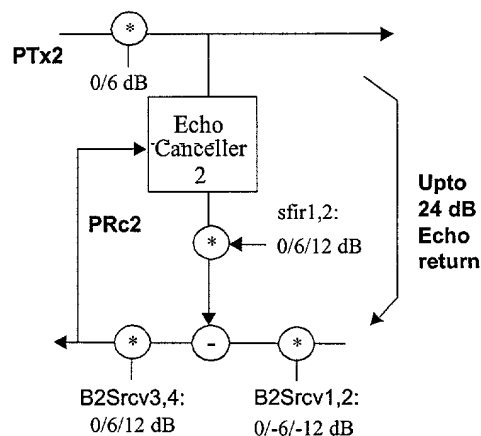 *
PTx2
0/6 dB
Echo
Canceller
2
PRc2
sfir1,2:
*
0/6/12 dB
Upto
24 dB
Echo
return
*
-
*
B2Srcv3,4:
0/6/12 dB
B2Srcv1,2:
0/-6/-12 dB